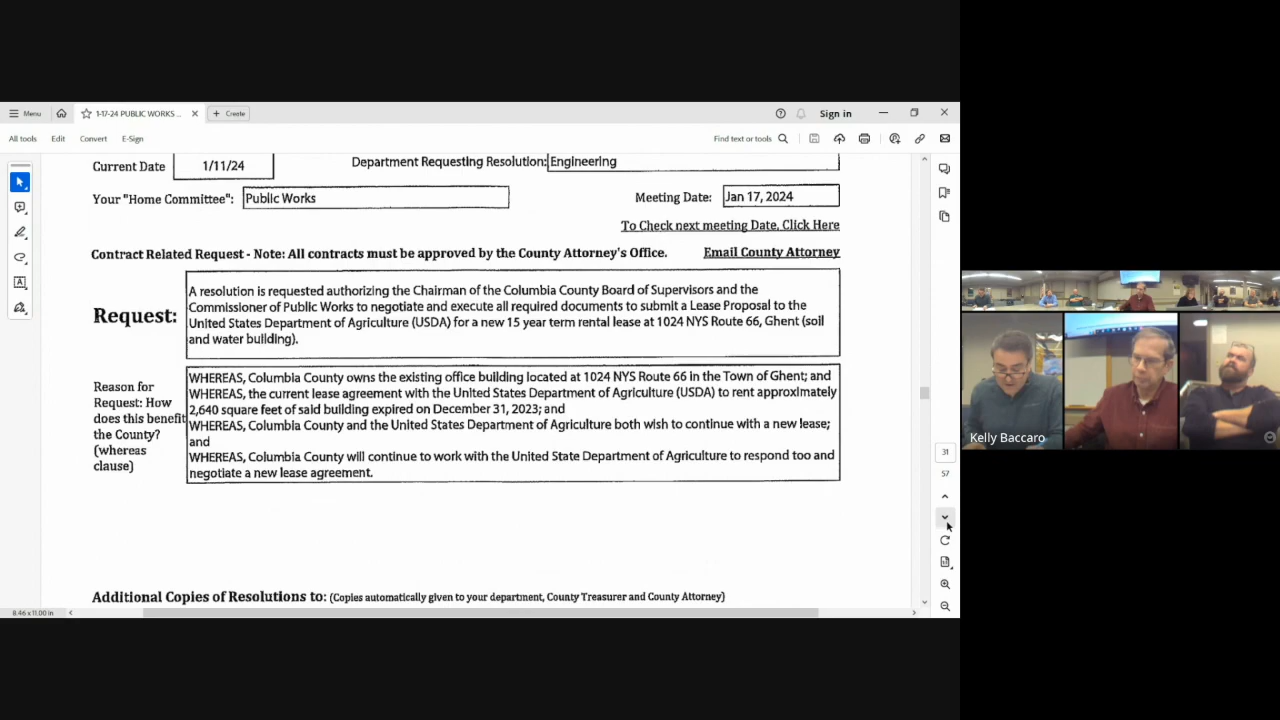 Menu
1-17-24 PUBLIC WORKS ...
Create
Sign in
All tools Edit Convert E-Sign
Find text or tools
Current Date 1/11/24 Department Requesting Resolution: Engineering
Your "Home Committee": Public Works Meeting Date: Jan 17, 2024
To Check next meeting Date, Click Here
Contract Related Request - Note: All contracts must be approved by the County Attorney's Office. Email County Attorney
Request:
A resolution is requested authorizing the Chairman of the Columbia County Board of Supervisors and the
Commissioner of Public Works to negotiate and execute all required documents to submit a Lease Proposal to the
United States Department of Agriculture (USDA) for a new 15 year term rental lease at 1024 NYS Route 66, Ghent (soil
and water building).
Reason for
Request: How
does this benefit
the County?
(whereas
clause)
WHEREAS, Columbia County owns the existing office building located at 1024 NYS Route 66 in the Town of Ghent; and
WHEREAS, the current lease agreement with the United States Department of Agriculture (USDA) to rent approximately
2,640 square feet of said building expired on December 31, 2023; and
WHEREAS, Columbia County and the United States Department of Agriculture both wish to continue with a new lease;
and
WHEREAS, Columbia County will continue to work with the United State Department of Agriculture to respond too and
negotiate a new lease agreement.
Additional Copies of Resolutions to: (Copies automatically given to your department, County Treasurer and County Attorney)
8.46 x 11.00 in
31
57
Kelly Baccaro